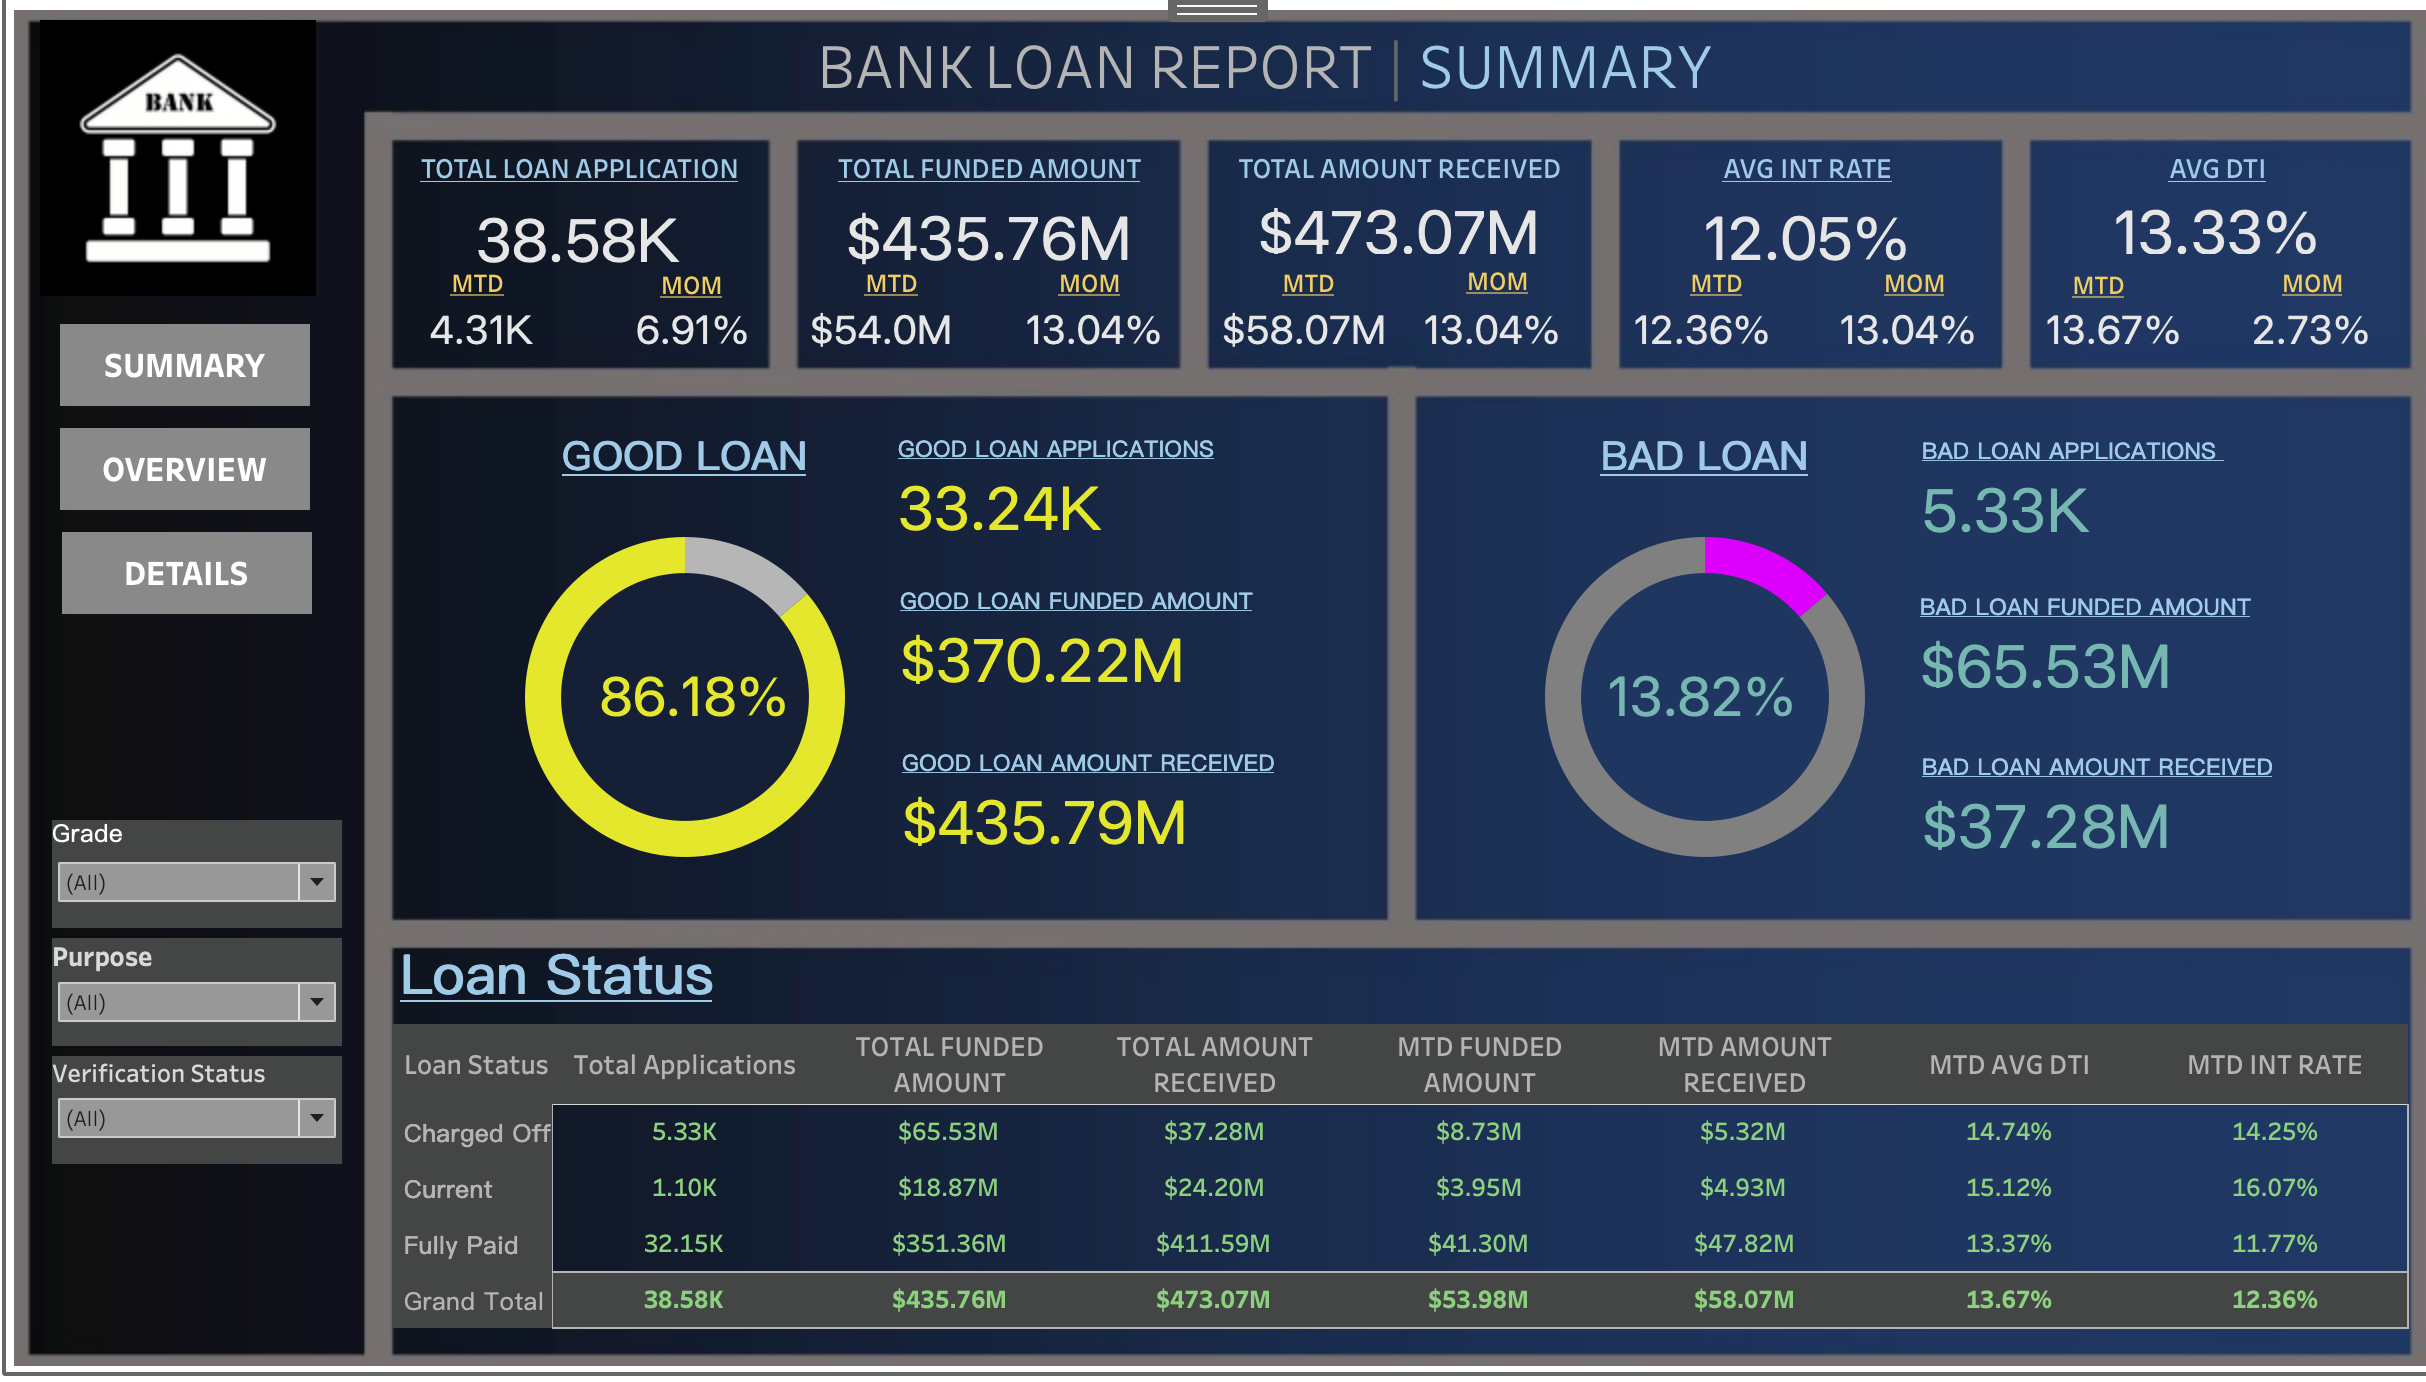 BANK
BANK LOAN REPORT | SUMMARY
SUMMARY
OVERVIEW
DETAILS
Grade
(All)
Purpose
(All)
Verification Status
(All)
TOTAL LOAN APPLICATION
38.58K
MTD MOM
4.31K 6.91%
TOTAL FUNDED AMOUNT
$435.76M
MTD MOM
$54.0M 13.04%
TOTAL AMOUNT RECEIVED
$473.07M
MTD MOM
$58.07M 13.04%
AVG INT RATE
12.05%
MTD MOM
12.36% 13.04%
AVG DTI
13.33%
MTD MOM
13.67% 2.73%
GOOD LOAN
86.18%
GOOD LOAN APPLICATIONS
33.24K
GOOD LOAN FUNDED AMOUNT
$370.22M
GOOD LOAN AMOUNT RECEIVED
$435.79M
BAD LOAN
13.82%
BAD LOAN APPLICATIONS
5.33K
BAD LOAN FUNDED AMOUNT
$65.53M
BAD LOAN AMOUNT RECEIVED
$37.28M
Loan Status
Loan Status Total Applications TOTAL FUNDED AMOUNT TOTAL AMOUNT RECEIVED MTD FUNDED AMOUNT MTD AMOUNT RECEIVED MTD AVG DTI MTD INT RATE
Charged Off 5.33K $65.53M $37.28M $8.73M $5.32M 14.74% 14.25%
Current 1.10K $18.87M $24.20M $3.95M $4.93M 15.12% 16.07%
Fully Paid 32.15K $351.36M $411.59M $41.30M $47.82M 13.37% 11.77%
Grand Total 38.58K $435.76M $473.07M $53.98M $58.07M 13.67% 12.36%